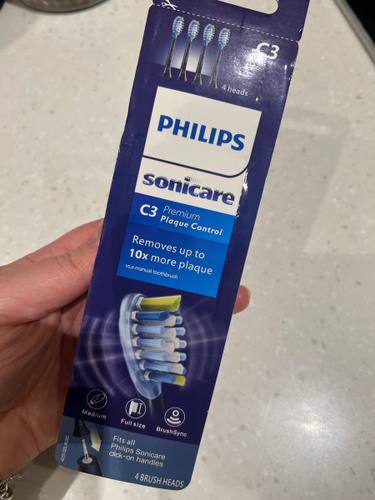 C3
4 heads
PHILIPS
sonicare
C3 Premium
Plaque Control
Removes up to
10x more plaque
vs.a manual toothbrush
Medium
Full size
BrushSync
Fits all
Philips Sonicare
click-on handles
4 BRUSH HEADS